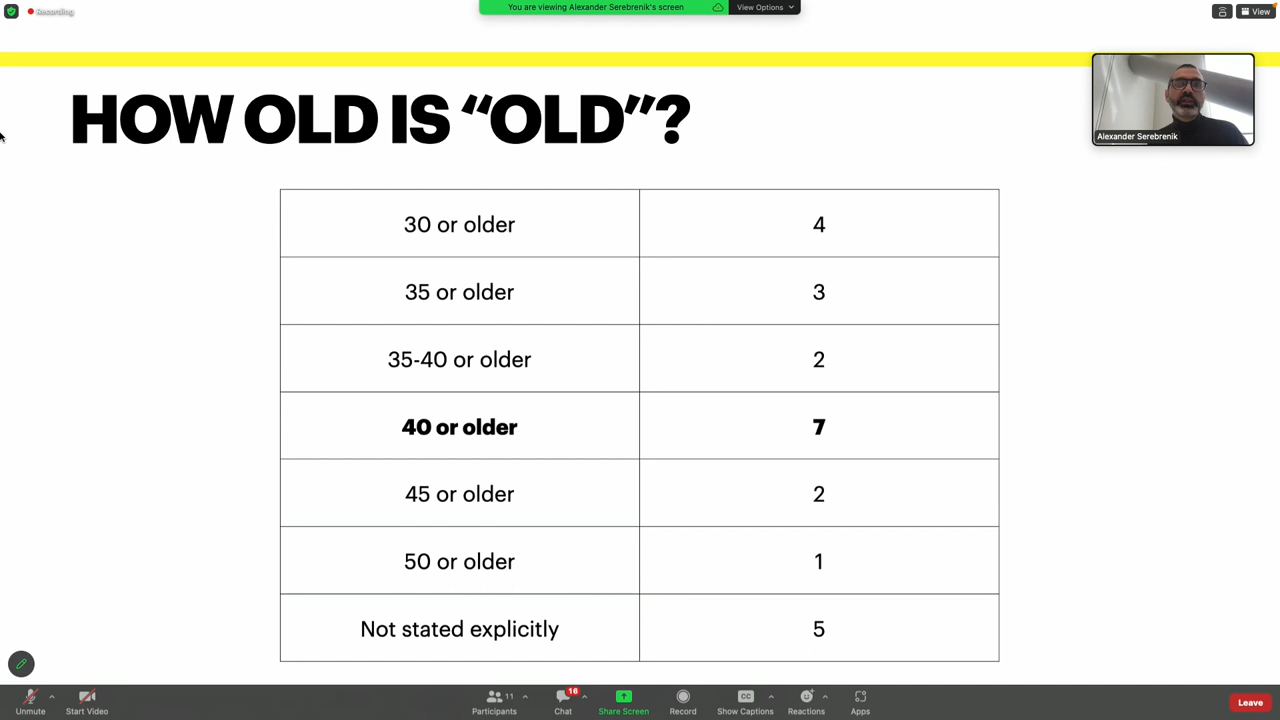 Recording
You are viewing Alexander Serebrenik's screen
View Options
View
HOW OLD IS “OLD”?
Alexander Serebrenik
30 or older 4
35 or older 3
35-40 or older 2
40 or older 7
45 or older 2
50 or older 1
Not stated explicitly 5
Unmute
Start Video
11
Participants
16
Chat
Share Screen
Record
CC
Show Captions
Reactions
Apps
Leave